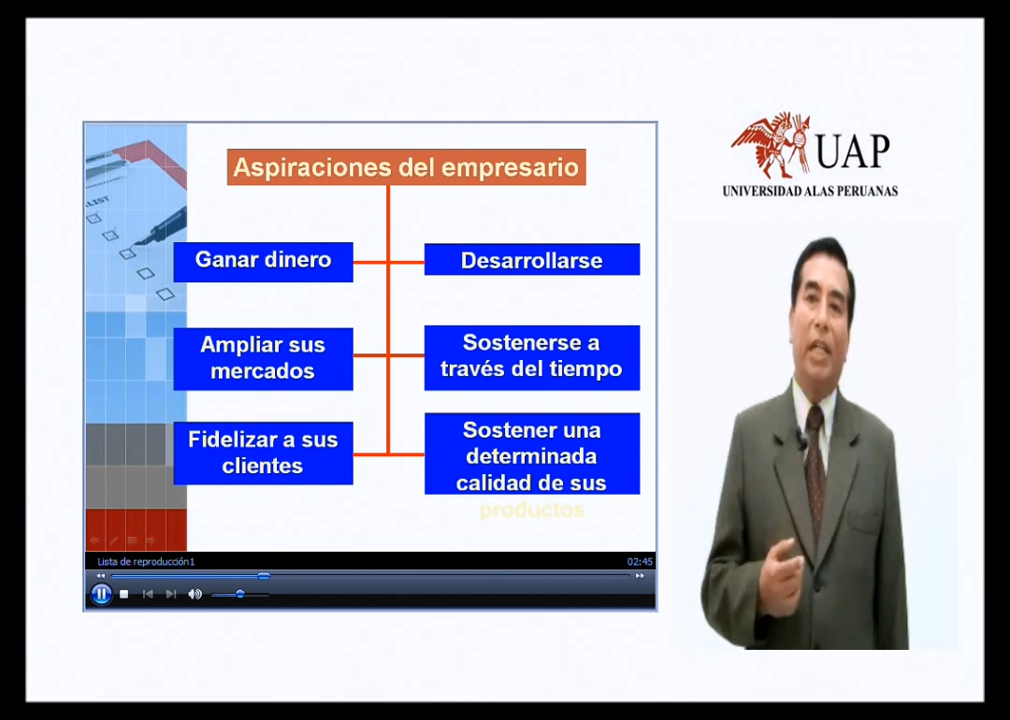 UAP
UNIVERSIDAD ALAS PERUANAS
Aspiraciones del empresario
Ganar dinero
Desarrollarse
Ampliar sus
mercados
Sostenerse a
través del tiempo
Fidelizar a sus
clientes
Sostener una
determinada
calidad de sus
productos
LIST
Lista de reproducción1
02:45